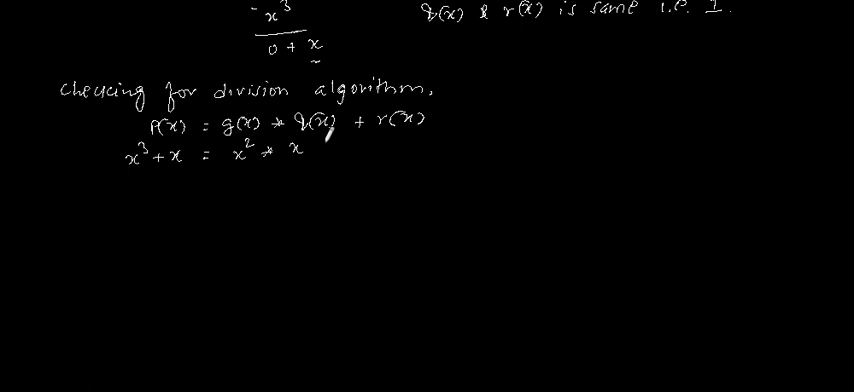 - x³
q(x) & r(x) is same i.e. 1.
0 + x
checking for division algorithm,
P(x) = g(x) * q(x) + r(x)
x³ + x = x² * x